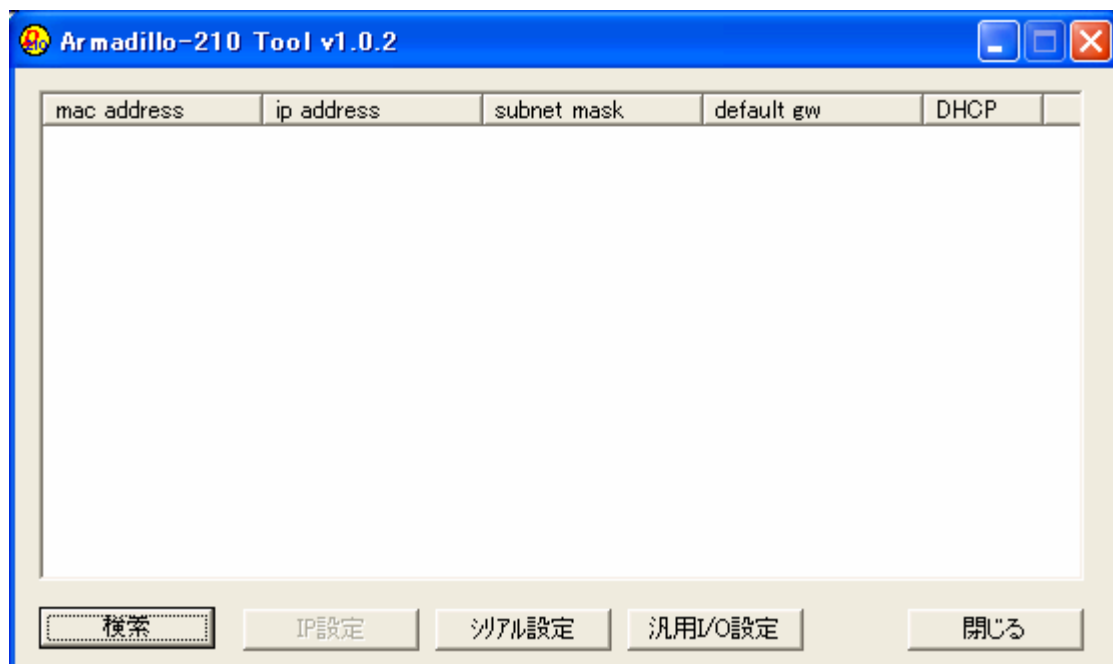 Armadillo-210 Tool v1.0.2
mac address ip address subnet mask default gw DHCP
検索 IP設定 シリアル設定 汎用I/O設定 閉じる